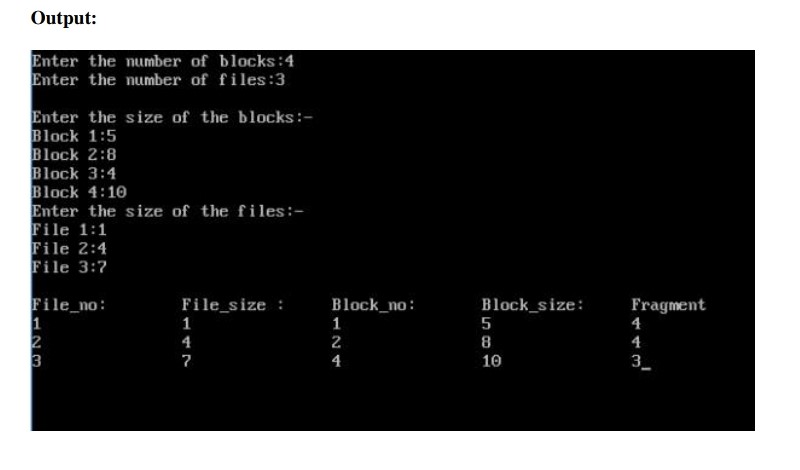 Output:
Enter the number of blocks:4
Enter the number of files:3
Enter the size of the blocks:-
Block 1:5
Block 2:8
Block 3:4
Block 4:10
Enter the size of the files:-
File 1:1
File 2:4
File 3:7
File_no: File_size : Block_no: Block_size: Fragment
1 1 1 5 4
2 4 2 8 4
3 7 4 10 3_